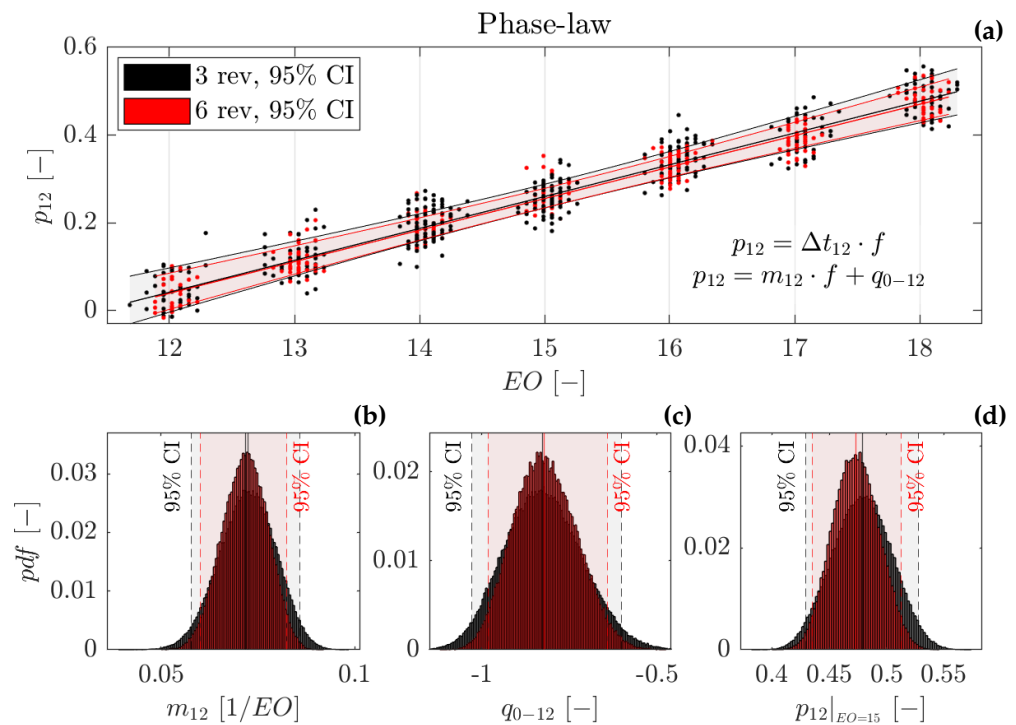 Phase-law
(a)
3 rev, 95% CI
6 rev, 95% CI
0.6
0.4
0.2
0
p₁₂ [−]
p₁₂ = Δt₁₂ · f
p₁₂ = m₁₂ · f + q₀₋₁₂
12 13 14 15 16 17 18
EO [−]
(b)
95% CI
95% CI
0.03
0.02
0.01
0
pdf [−]
0.05 0.1
m₁₂ [1/EO]
(c)
95% CI
95% CI
0.02
0.01
0
-1 -0.5
q₀₋₁₂ [−]
(d)
95% CI
95% CI
0.04
0.02
0
0.4 0.45 0.5 0.55
p₁₂|EO=15 [−]